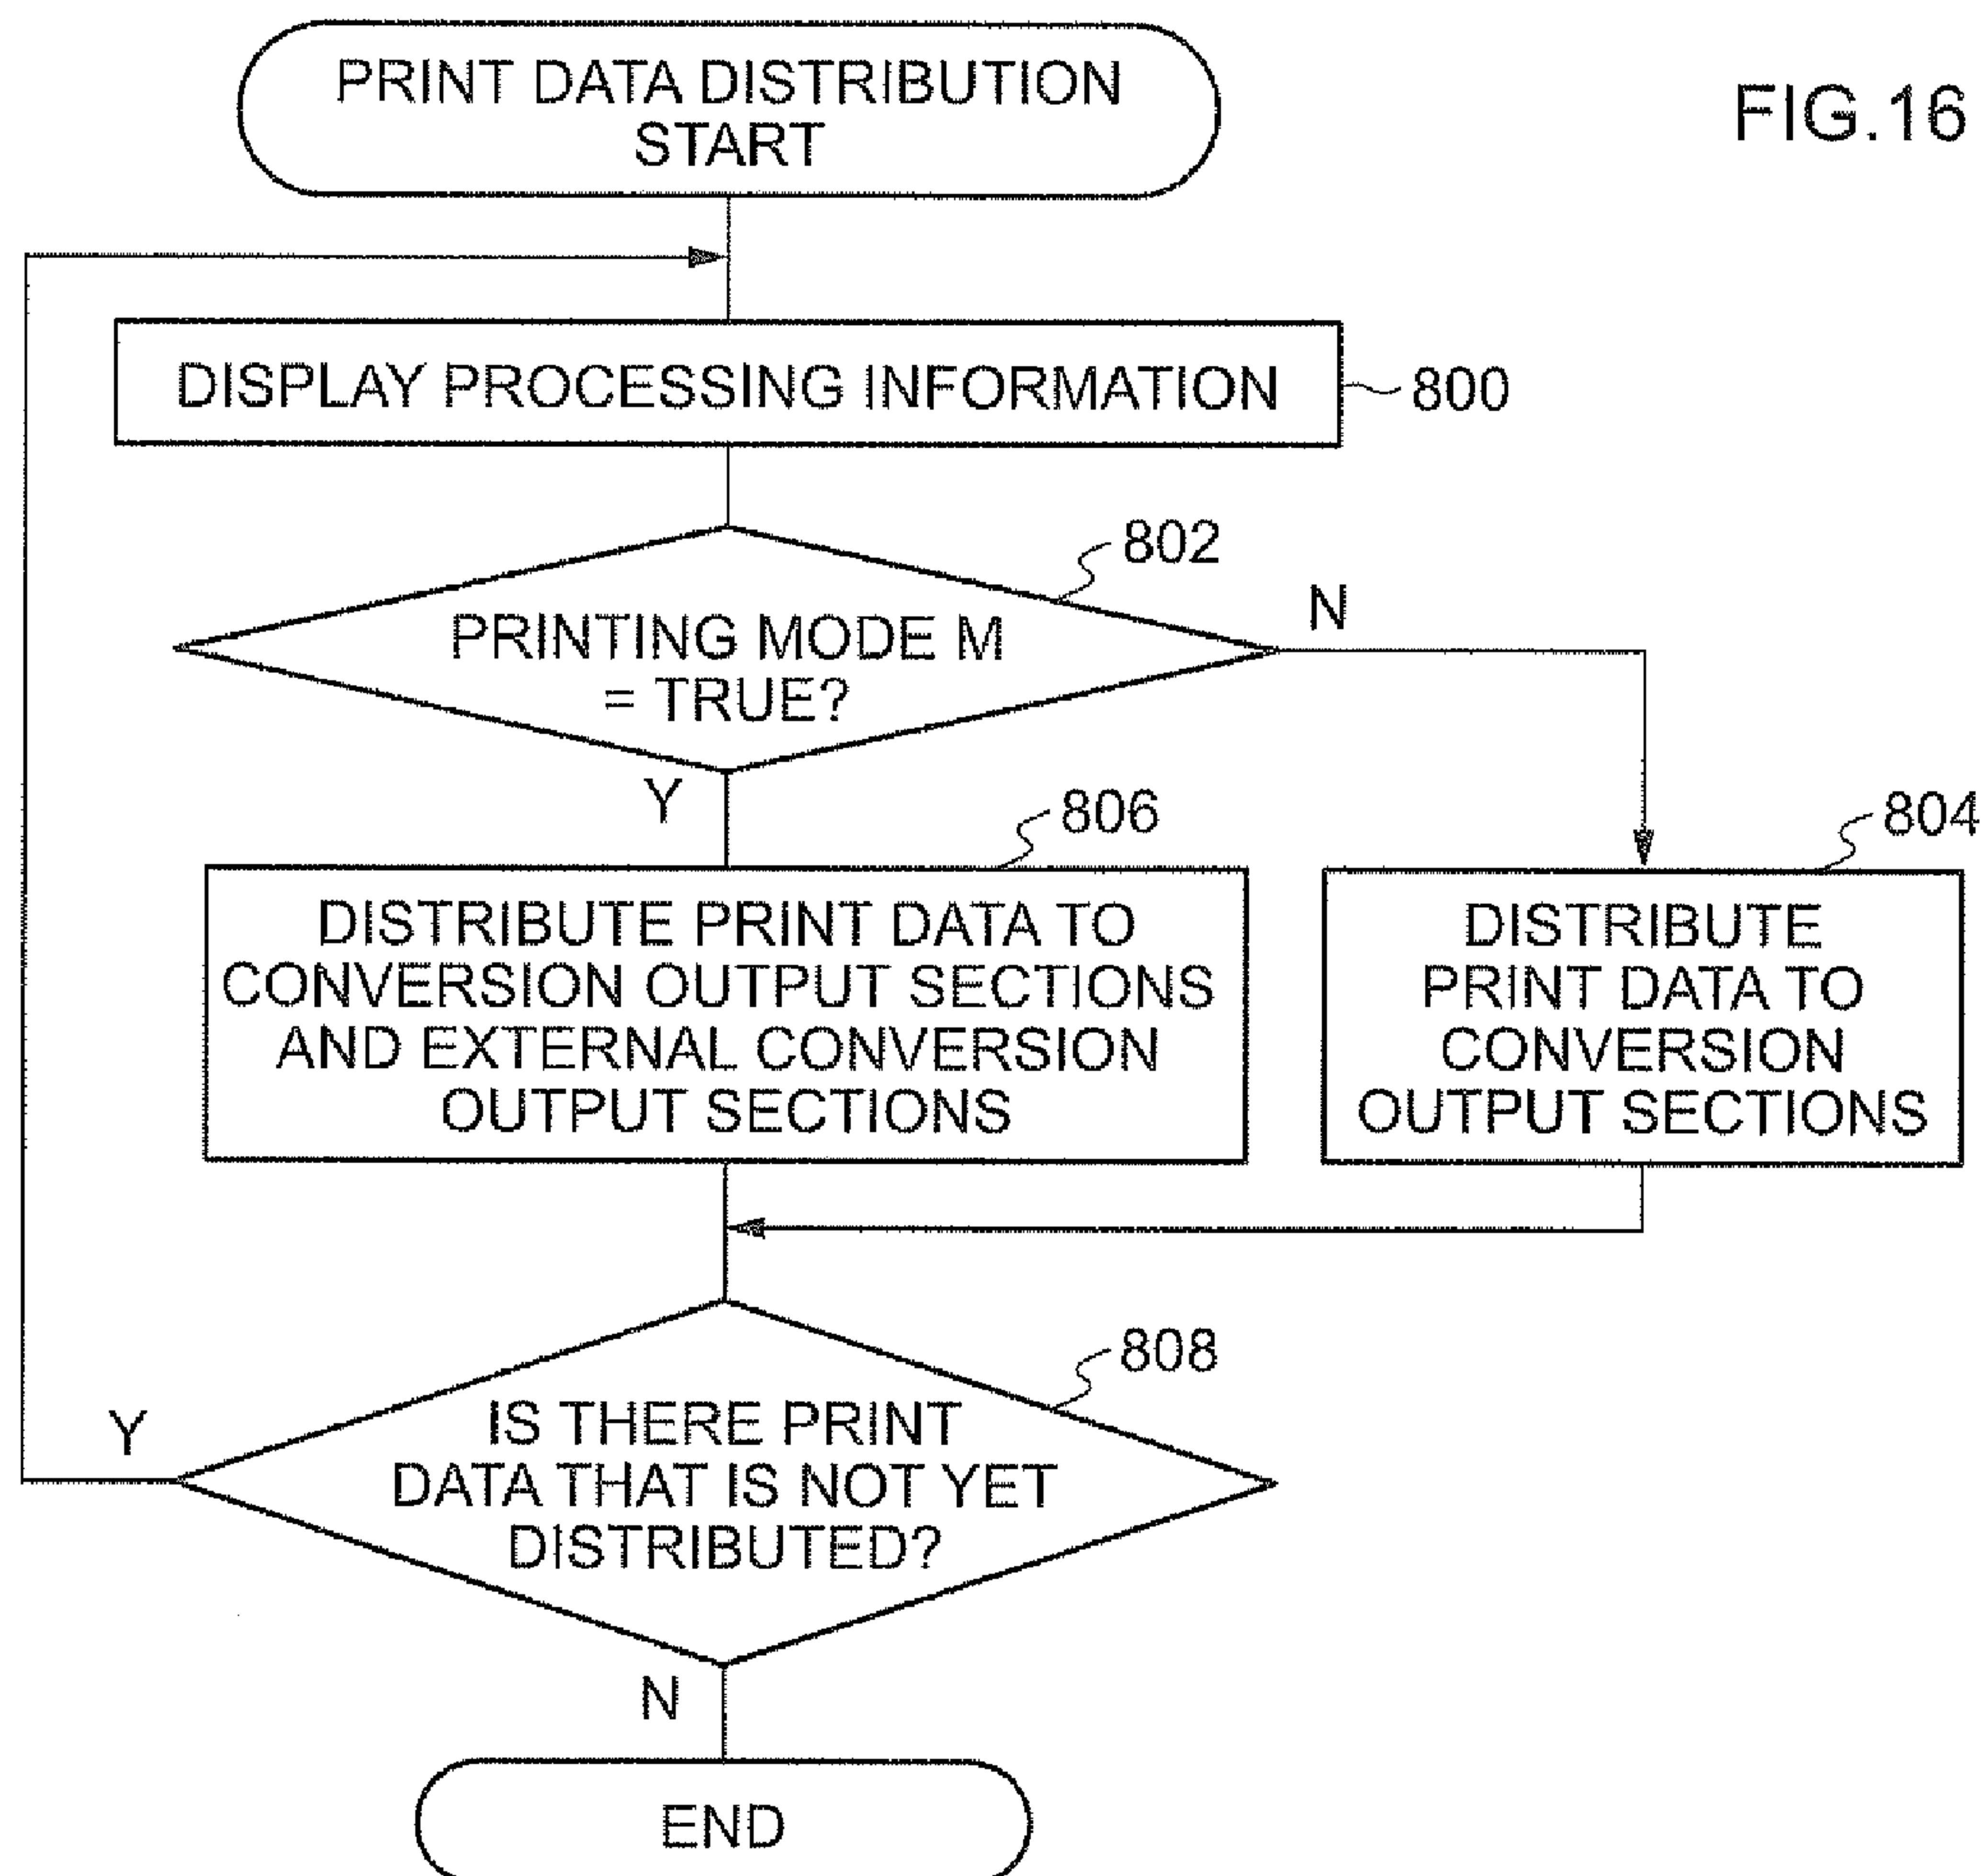 PRINT DATA DISTRIBUTION
START
FIG.16
DISPLAY PROCESSING INFORMATION
800
802
PRINTING MODE M
= TRUE?
N
Y
806
DISTRIBUTE PRINT DATA TO
CONVERSION OUTPUT SECTIONS
AND EXTERNAL CONVERSION
OUTPUT SECTIONS
804
DISTRIBUTE
PRINT DATA TO
CONVERSION
OUTPUT SECTIONS
808
IS THERE PRINT
DATA THAT IS NOT YET
DISTRIBUTED?
Y
N
END